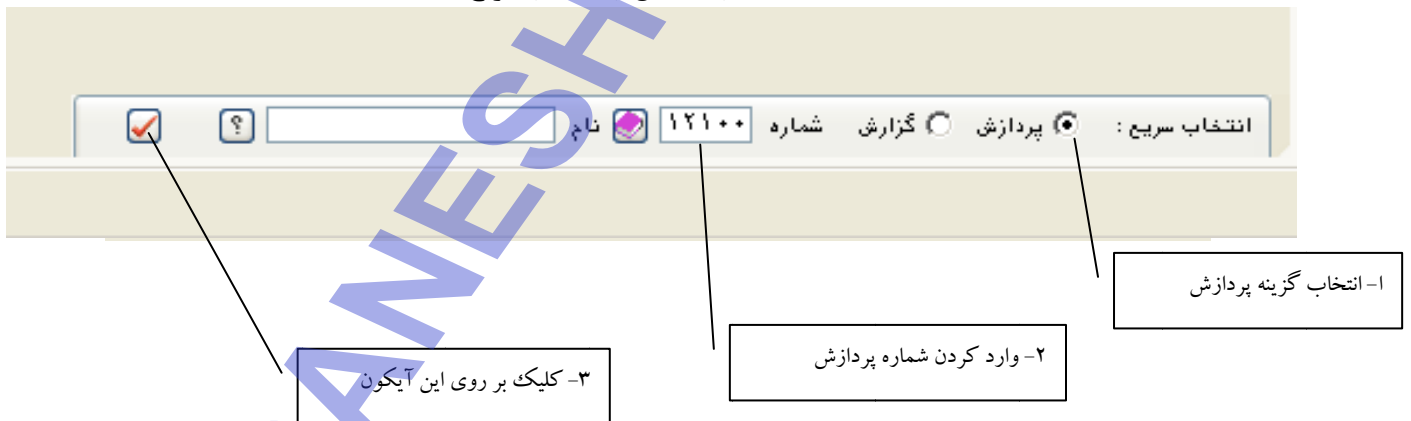 انتخاب سریع : پردازش گزارش شماره ۱۲۱۰۰ نام ؟
۱- انتخاب گزینه پردازش
۲- وارد کردن شماره پردازش
۳- کلیک بر روی این آیکون
ANESH